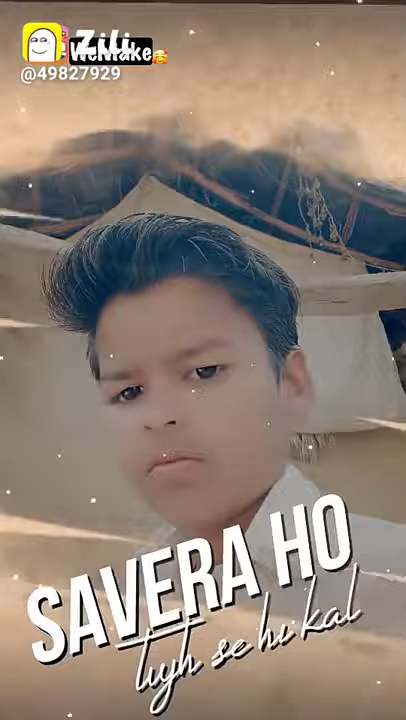 Zili
WeMake🥰
@49827929
SAVERA HO
tujh se hi kal